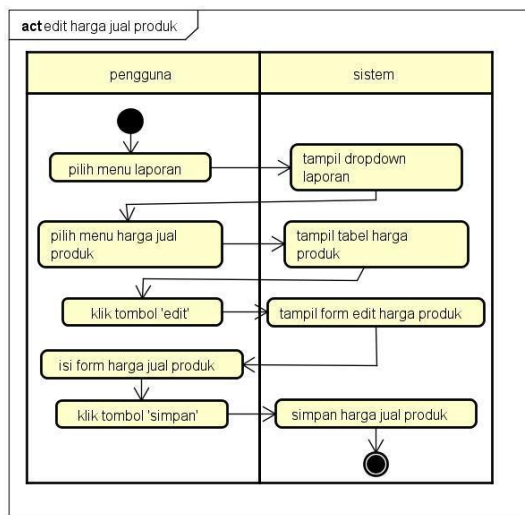 act edit harga jual produk
pengguna
sistem
pilih menu laporan
tampil dropdown
laporan
pilih menu harga jual
produk
tampil tabel harga
produk
klik tombol 'edit'
tampil form edit harga produk
isi form harga jual produk
klik tombol 'simpan'
simpan harga jual produk